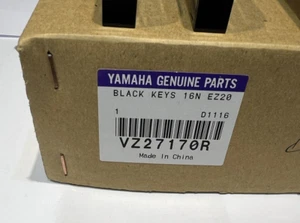 YAMAHA GENUINE PARTS
BLACK KEYS 16N EZ20
1 D1116
VZ27170R
Made in China